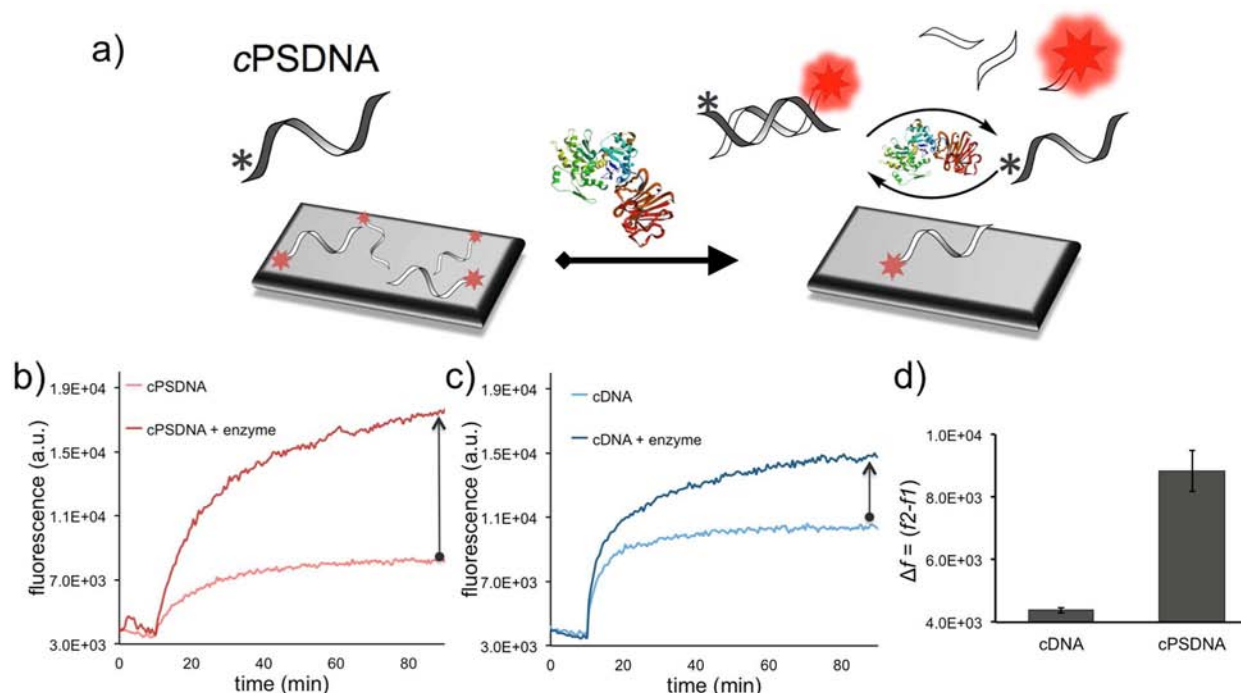 a)
cPSDNA
*
*
*
b)
cPSDNA
cPSDNA + enzyme
fluorescence (a.u.)
1.9E+04
1.5E+04
1.1E+04
7.0E+03
3.0E+03
0 20 40 60 80
time (min)
c)
cDNA
cDNA + enzyme
fluorescence (a.u.)
1.9E+04
1.5E+04
1.1E+04
7.0E+03
3.0E+03
0 20 40 60 80
time (min)
d)
Δf = (f2-f1)
1.0E+04
8.0E+03
6.0E+03
4.0E+03
cDNA cPSDNA